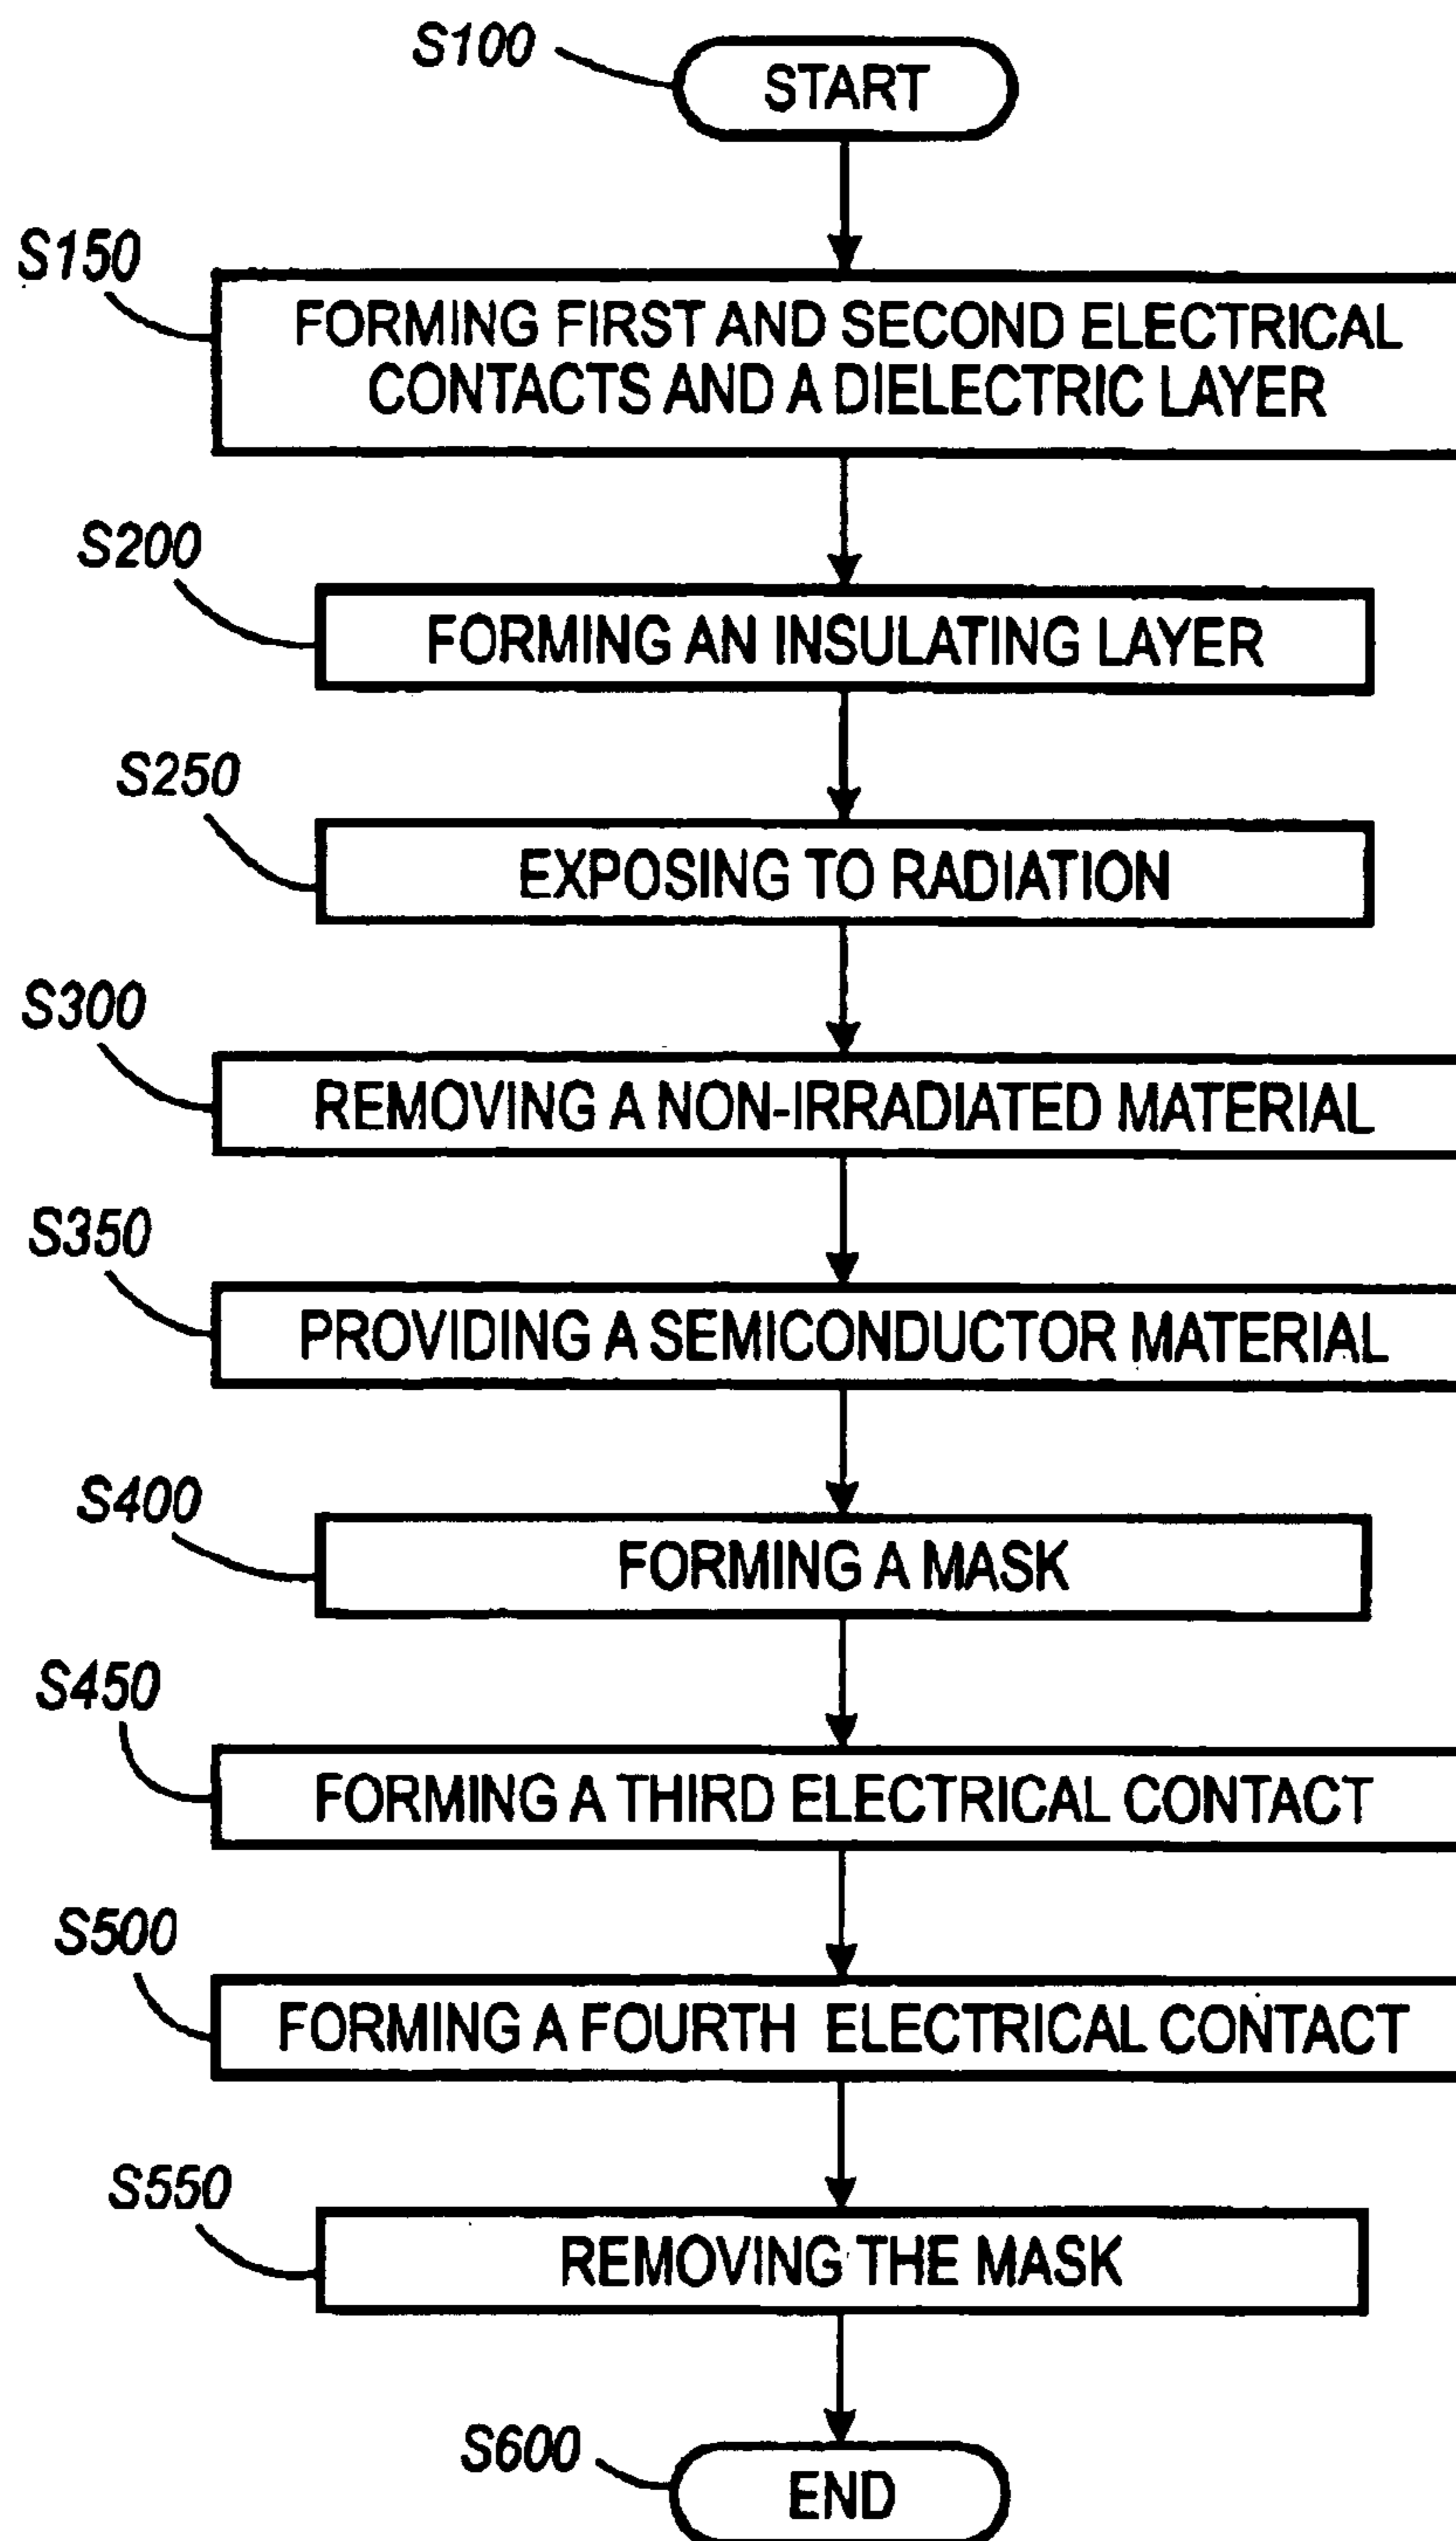 S100
START
S150
FORMING FIRST AND SECOND ELECTRICAL
CONTACTS AND A DIELECTRIC LAYER
S200
FORMING AN INSULATING LAYER
S250
EXPOSING TO RADIATION
S300
REMOVING A NON-IRRADIATED MATERIAL
S350
PROVIDING A SEMICONDUCTOR MATERIAL
S400
FORMING A MASK
S450
FORMING A THIRD ELECTRICAL CONTACT
S500
FORMING A FOURTH ELECTRICAL CONTACT
S550
REMOVING THE MASK
S600
END